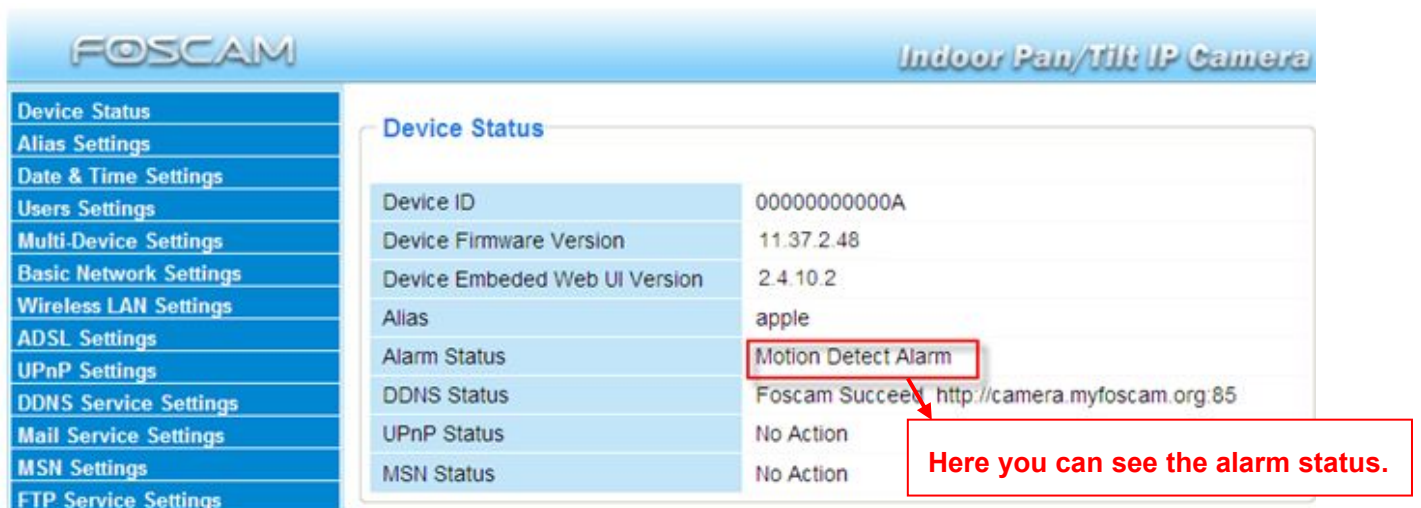 FOSCAM
Indoor Pan/Tilt IP Camera
Device Status
Alias Settings
Date & Time Settings
Users Settings
Multi-Device Settings
Basic Network Settings
Wireless LAN Settings
ADSL Settings
UPnP Settings
DDNS Service Settings
Mail Service Settings
MSN Settings
FTP Service Settings
Device Status
Device ID 00000000000A
Device Firmware Version 11.37.2.48
Device Embeded Web UI Version 2.4.10.2
Alias apple
Alarm Status Motion Detect Alarm
DDNS Status Foscam Succeed http://camera.myfoscam.org:85
UPnP Status No Action
MSN Status No Action
Here you can see the alarm status.